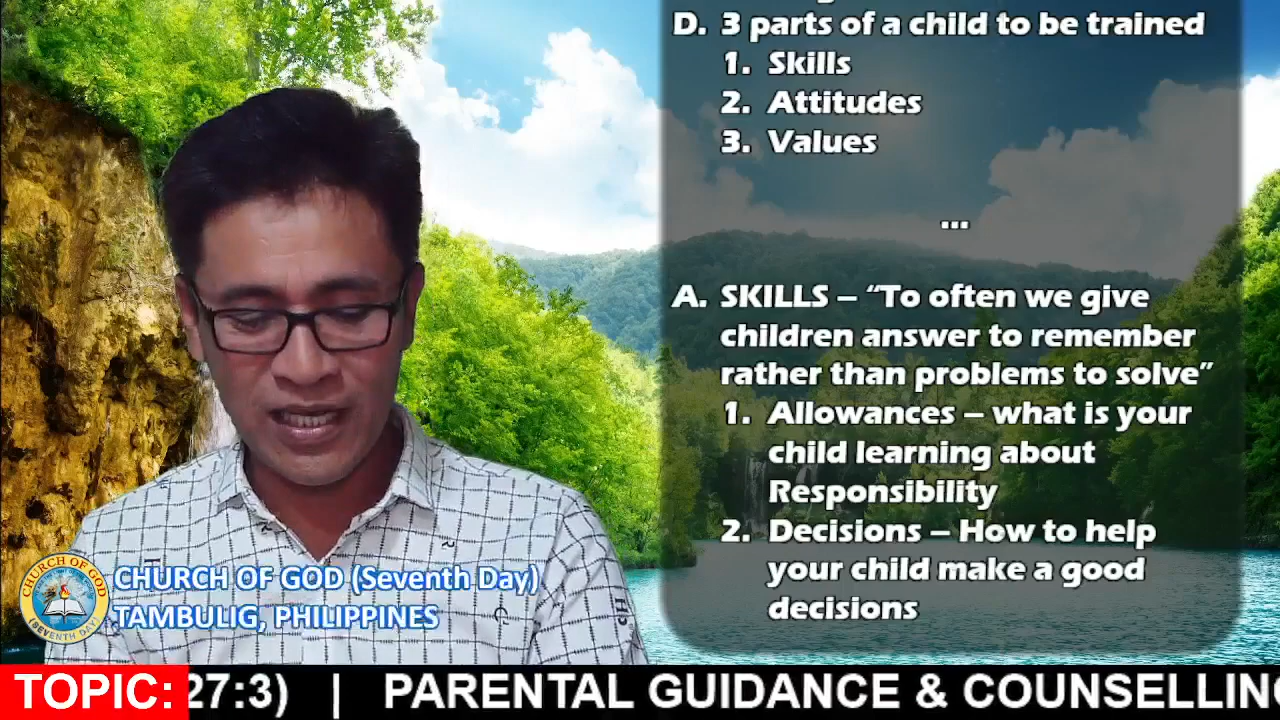 D. 3 parts of a child to be trained
1. Skills
2. Attitudes
3. Values
...
A. SKILLS – “To often we give
children answer to remember
rather than problems to solve”
1. Allowances – what is your
child learning about
Responsibility
2. Decisions – How to help
your child make a good
decisions
CHURCH OF GOD
(SEVENTH DAY)
CHURCH OF GOD (Seventh Day)
TAMBULIG, PHILIPPINES
TOPIC: 27:3) | PARENTAL GUIDANCE & COUNSELLING